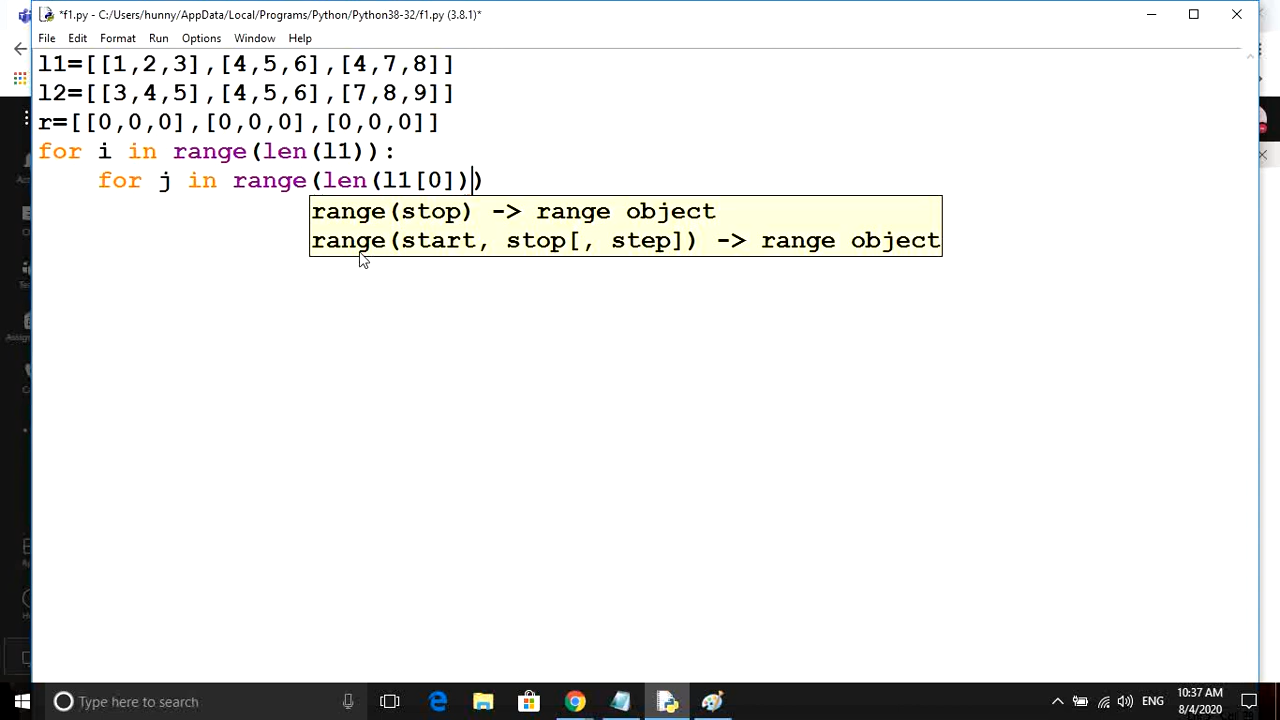 *f1.py - C:/Users/hunny/AppData/Local/Programs/Python/Python38-32/f1.py (3.8.1)*
File Edit Format Run Options Window Help
l1=[[1,2,3],[4,5,6],[4,7,8]]
l2=[[3,4,5],[4,5,6],[7,8,9]]
r=[[0,0,0],[0,0,0],[0,0,0]]
for i in range(len(l1)):
    for j in range(len(l1[0]))
range(stop) -> range object
range(start, stop[, step]) -> range object
Type here to search
ENG
10:37 AM
8/4/2020